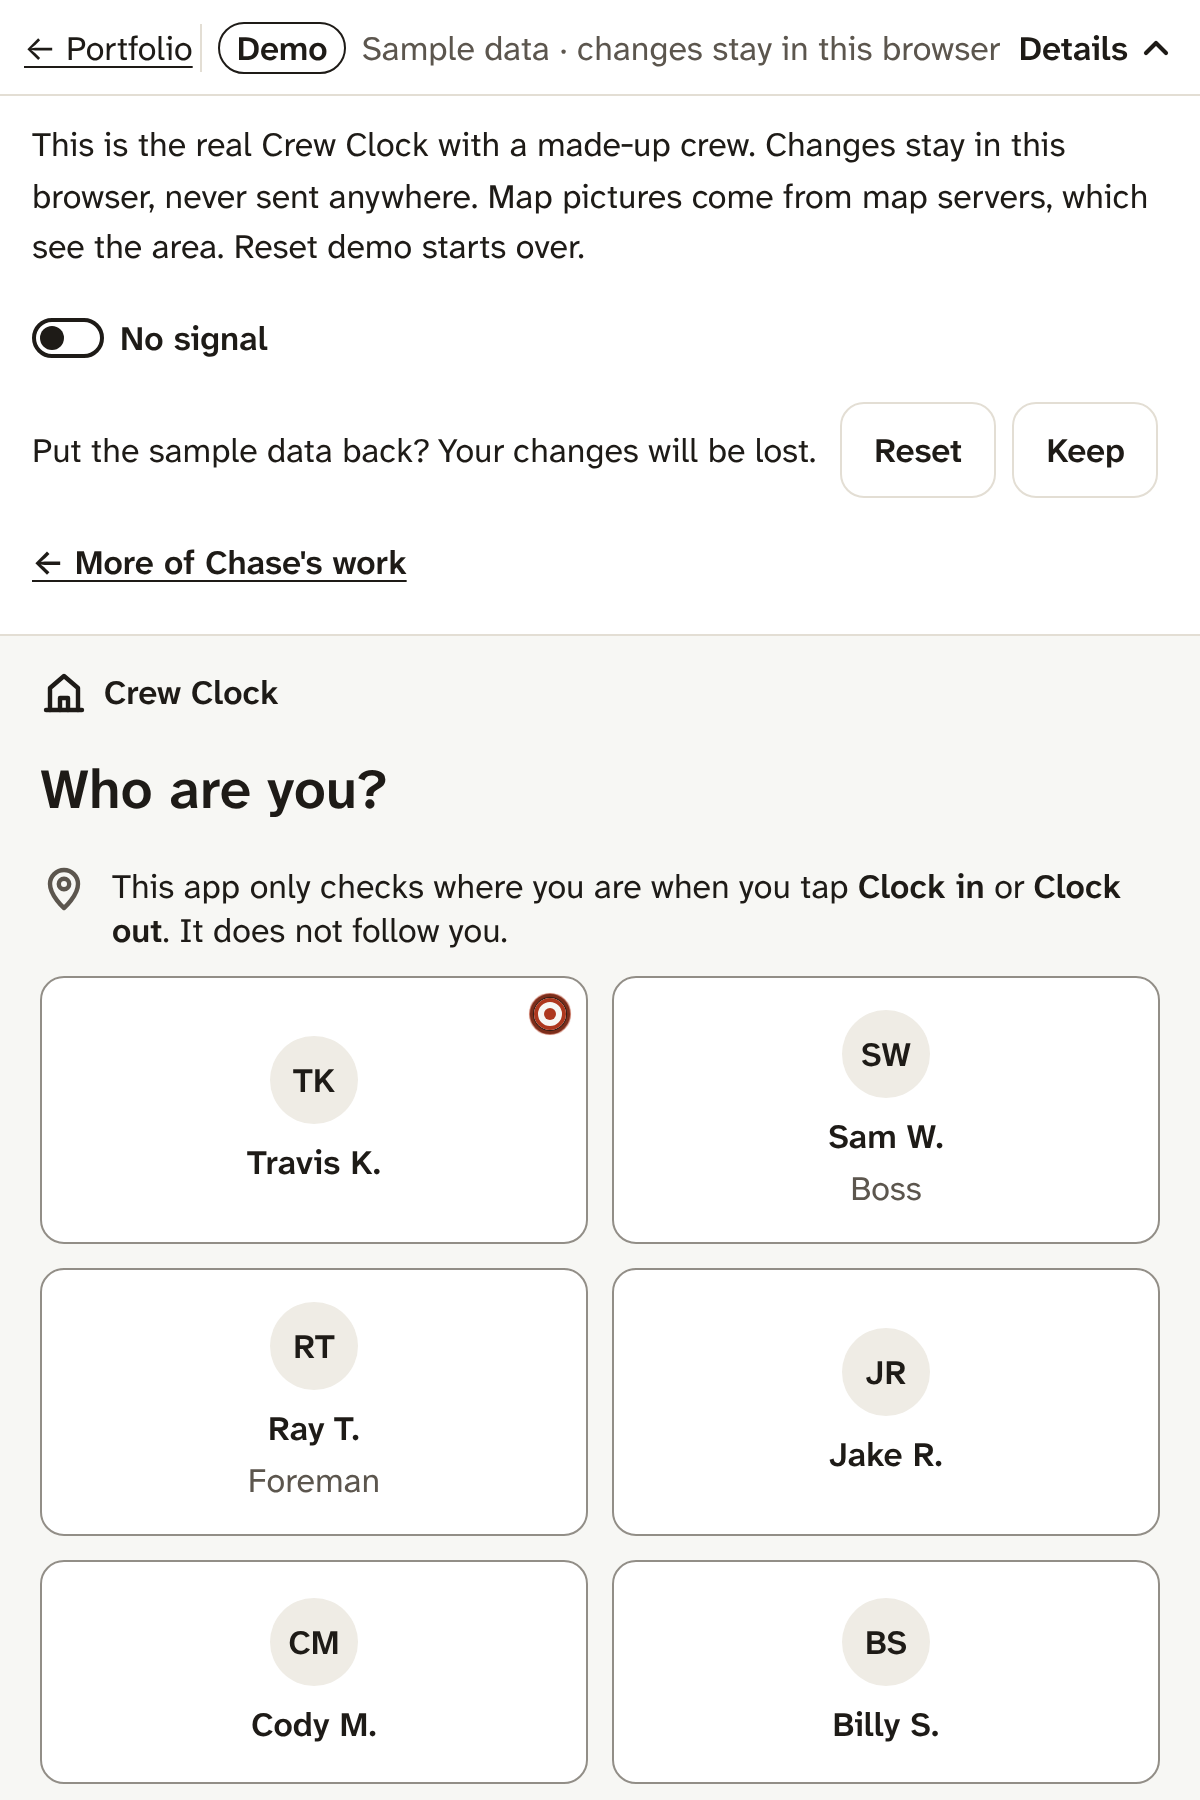 ← Portfolio Demo Sample data · changes stay in this browser Details
This is the real Crew Clock with a made-up crew. Changes stay in this
browser, never sent anywhere. Map pictures come from map servers, which
see the area. Reset demo starts over.
No signal
Put the sample data back? Your changes will be lost. Reset Keep
← More of Chase's work
Crew Clock
Who are you?
This app only checks where you are when you tap Clock in or Clock
out. It does not follow you.
TK
Travis K.
SW
Sam W.
Boss
RT
Ray T.
Foreman
JR
Jake R.
CM
Cody M.
BS
Billy S.